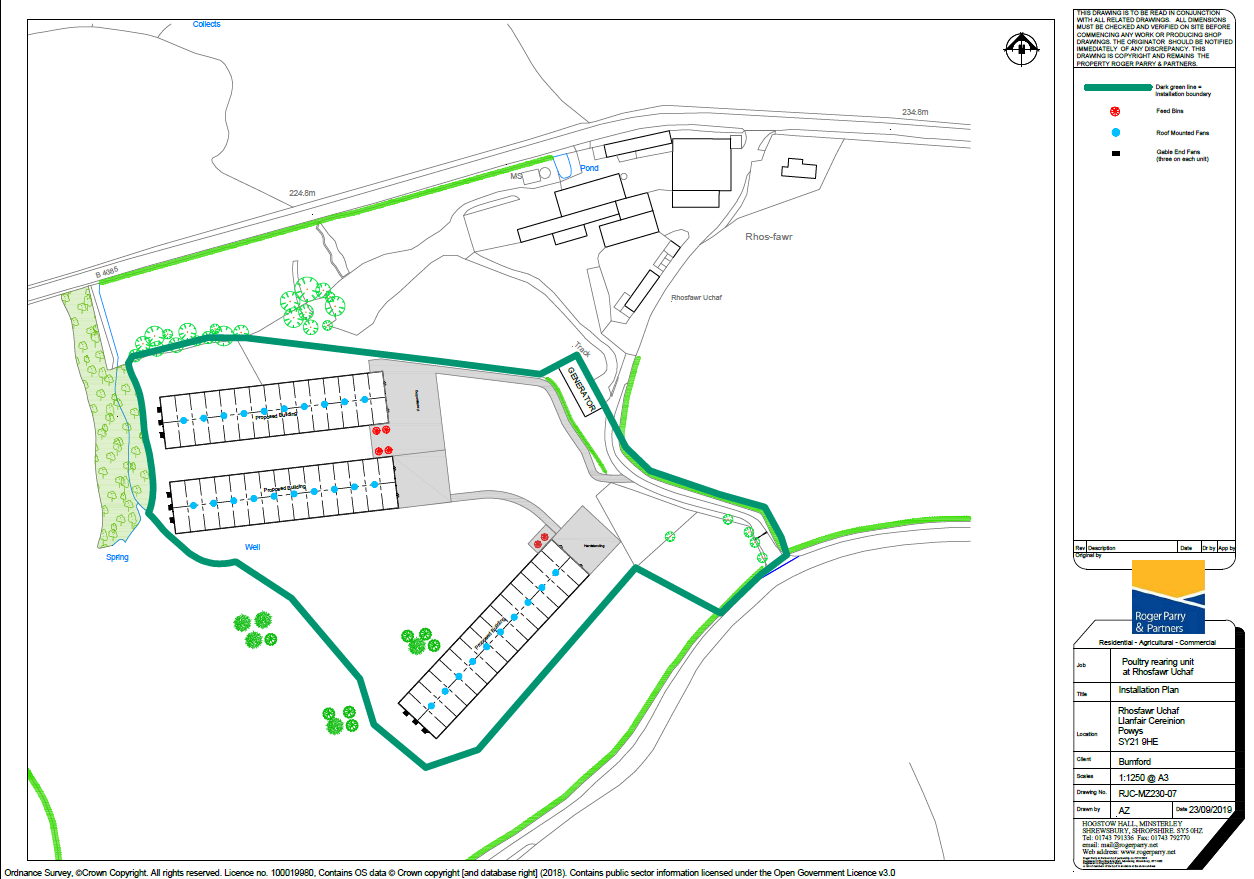 Collects
234.8m
Pond
MS
224.8m
Rhos-fawr
B 4085
Rhosfawr Uchaf
Track
GENERATOR
Proposed Building
Proposed Building
Hardstanding
Proposed Building
Spring
Well
THIS DRAWING IS TO BE READ IN CONJUNCTION
WITH ALL RELATED DRAWINGS. ALL DIMENSIONS
MUST BE CHECKED AND VERIFIED ON SITE BEFORE
COMMENCING ANY WORK OR PRODUCING SHOP
DRAWINGS. THE ORIGINATOR SHOULD BE NOTIFIED
IMMEDIATELY OF ANY DISCREPANCY. THIS
DRAWING IS COPYRIGHT AND REMAINS THE
PROPERTY ROGER PARRY & PARTNERS.
Dark green line =
Installation boundary
Feed Bins
Roof Mounted Fans
Gable End Fans
(three on each unit)
Rev Description Date Dr by App by
Original by
Roger Parry
& Partners
Residential - Agricultural - Commercial
Job Poultry rearing unit
at Rhosfawr Uchaf
Title Installation Plan
Location Rhosfawr Uchaf
Llanfair Cereinion
Powys
SY21 9HE
Client Bumford
Scales 1:1250 @ A3
Drawing No. RJC-MZ230-07
Drawn by AZ Date 23/09/2019
HOGSTOW HALL, MINSTERLEY
SHREWSBURY, SHROPSHIRE. SY5 0HZ
Tel: 01743 791336 Fax: 01743 792770
email: mail@rogerparry.net
Web address: www.rogerparry.net
Ordnance Survey, ©Crown Copyright. All rights reserved. Licence no. 100019980, Contains OS data © Crown copyright [and database right] (2018). Contains public sector information licensed under the Open Government Licence v3.0